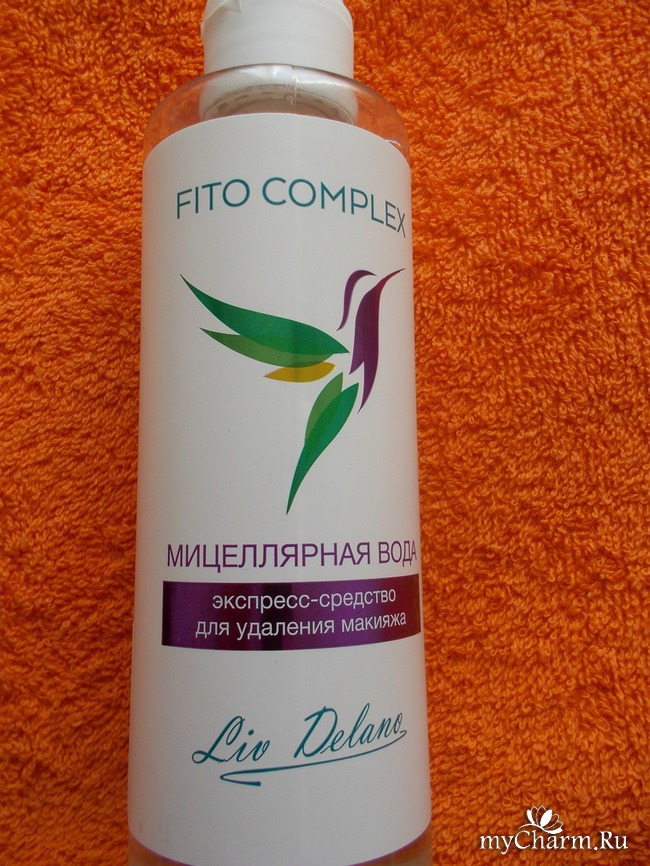 FITO COMPLEX
МИЦЕЛЛЯРНАЯ ВОДА
экспресс-средство
для удаления макияжа
Liv Delano
myCharm.Ru